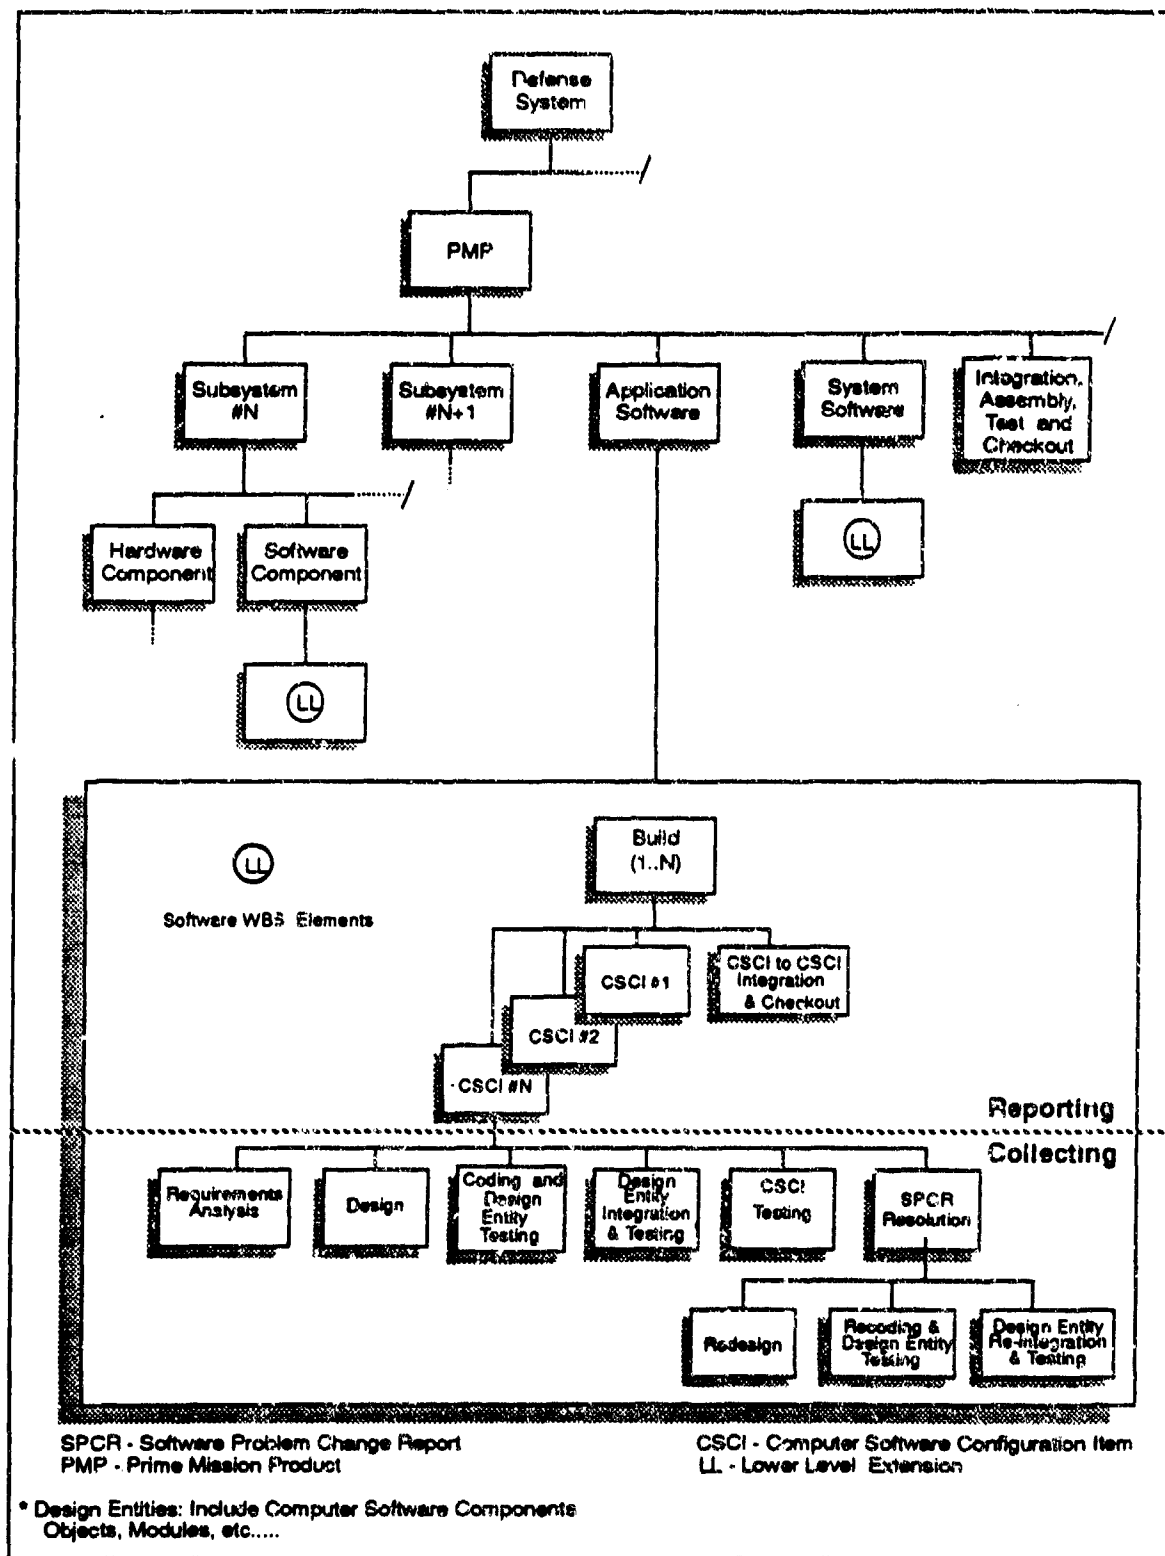 Defense
System
PMP
Subsystem
#N
Subsystem
#N+1
Application
Software
System
Software
Integration,
Assembly,
Test and
Checkout
Hardware
Component
Software
Component
LL
LL
LL
Software WBS Elements
Build
(1..N)
CSCI #1
CSCI to CSCI
Integration
& Checkout
CSCI #2
CSCI #N
Reporting
Collecting
Requirements
Analysis
Design
Coding and
Design
Entity
Testing
Design
Entity
Integration
& Testing
CSCI
Testing
SPCR
Resolution
Redesign
Recoding &
Design Entity
Testing
Design Entity
Re-Integration
& Testing
SPCR - Software Problem Change Report
PMP - Prime Mission Product
CSCI - Computer Software Configuration Item
LL - Lower Level Extension
* Design Entities: Include Computer Software Components
Objects, Modules, etc.....